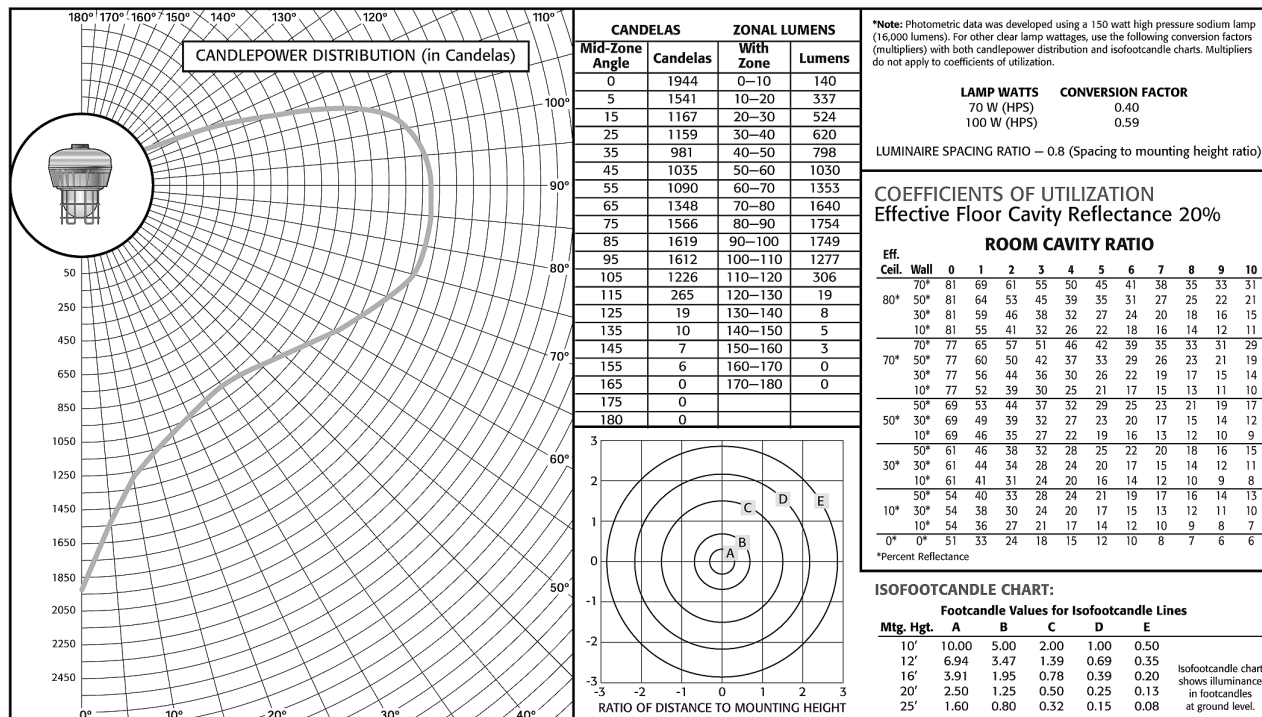 180° 170° 160° 150° 140° 130° 120° 110°
CANDLEPOWER DISTRIBUTION (in Candelas)
100°
90°
80°
70°
60°
50°
50
250
450
650
850
1050
1250
1450
1650
1850
2050
2250
2450
0° 10° 20° 30° 40°
CANDELAS ZONAL LUMENS
Mid-Zone Angle Candelas With Zone Lumens
0 1944 0–10 140
5 1541 10–20 337
15 1167 20–30 524
25 1159 30–40 620
35 981 40–50 798
45 1035 50–60 1030
55 1090 60–70 1353
65 1348 70–80 1640
75 1566 80–90 1754
85 1619 90–100 1749
95 1612 100–110 1277
105 1226 110–120 306
115 265 120–130 19
125 19 130–140 8
135 10 140–150 5
145 7 150–160 3
155 6 160–170 0
165 0 170–180 0
175 0
180 0
3
2
1
0
-1
-2
-3
A B C D E
-3 -2 -1 0 1 2 3
RATIO OF DISTANCE TO MOUNTING HEIGHT
*Note: Photometric data was developed using a 150 watt high pressure sodium lamp
(16,000 lumens). For other clear lamp wattages, use the following conversion factors
(multipliers) with both candlepower distribution and isofootcandle charts. Multipliers
do not apply to coefficients of utilization.
LAMP WATTS CONVERSION FACTOR
70 W (HPS) 0.40
100 W (HPS) 0.59
LUMINAIRE SPACING RATIO – 0.8 (Spacing to mounting height ratio)
COEFFICIENTS OF UTILIZATION
Effective Floor Cavity Reflectance 20%
ROOM CAVITY RATIO
Eff.
Ceil. Wall 0 1 2 3 4 5 6 7 8 9 10
70* 81 69 61 55 50 45 41 38 35 33 31
80* 50* 81 64 53 45 39 35 31 27 25 22 21
30* 81 59 46 38 32 27 24 20 18 16 15
10* 81 55 41 32 26 22 18 16 14 12 11
70* 77 65 57 51 46 42 39 35 33 31 29
70* 50* 77 60 50 42 37 33 29 26 23 21 19
30* 77 56 44 36 30 26 22 19 17 15 14
10* 77 52 39 30 25 21 17 15 13 11 10
50* 69 53 44 37 32 29 25 23 21 19 17
50* 30* 69 49 39 32 27 23 20 17 15 14 12
10* 69 46 35 27 22 19 16 13 12 10 9
50* 61 46 38 32 28 25 22 20 18 16 15
30* 30* 61 44 34 28 24 20 17 15 14 12 11
10* 61 41 31 24 20 16 14 12 10 9 8
50* 54 40 33 28 24 21 19 17 16 14 13
10* 30* 54 38 30 24 20 17 15 13 12 11 10
10* 54 36 27 21 17 14 12 10 9 8 7
0* 0* 51 33 24 18 15 12 10 8 7 6 6
*Percent Reflectance
ISOFOOTCANDLE CHART:
Footcandle Values for Isofootcandle Lines
Mtg. Hgt. A B C D E
10′ 10.00 5.00 2.00 1.00 0.50
12′ 6.94 3.47 1.39 0.69 0.35
16′ 3.91 1.95 0.78 0.39 0.20
20′ 2.50 1.25 0.50 0.25 0.13
25′ 1.60 0.80 0.32 0.15 0.08
Isofootcandle chart
shows illuminance
in footcandles
at ground level.